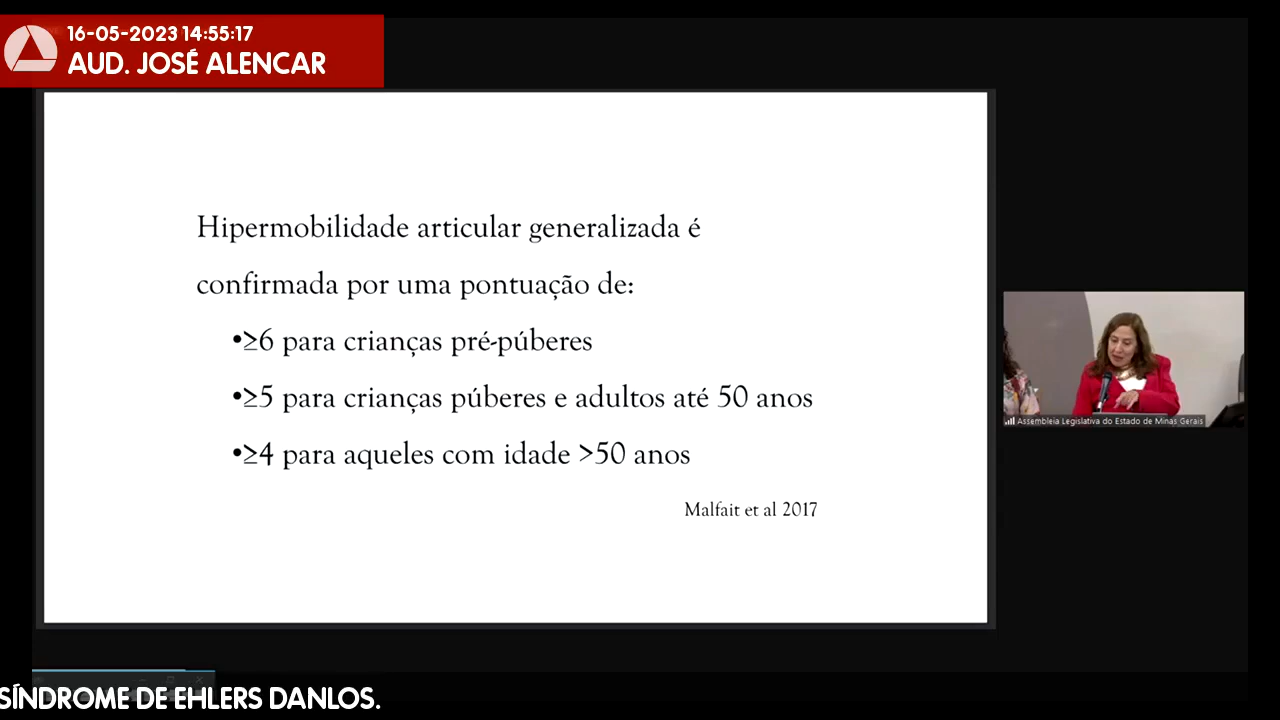 16-05-2023 14:55:17
AUD. JOSÉ ALENCAR
Hipermobilidade articular generalizada é
confirmada por uma pontuação de:
•≥6 para crianças pré-púberes
•≥5 para crianças púberes e adultos até 50 anos
•≥4 para aqueles com idade >50 anos
Malfait et al 2017
Assembleia Legislativa do Estado de Minas Gerais
SÍNDROME DE EHLERS DANLOS.